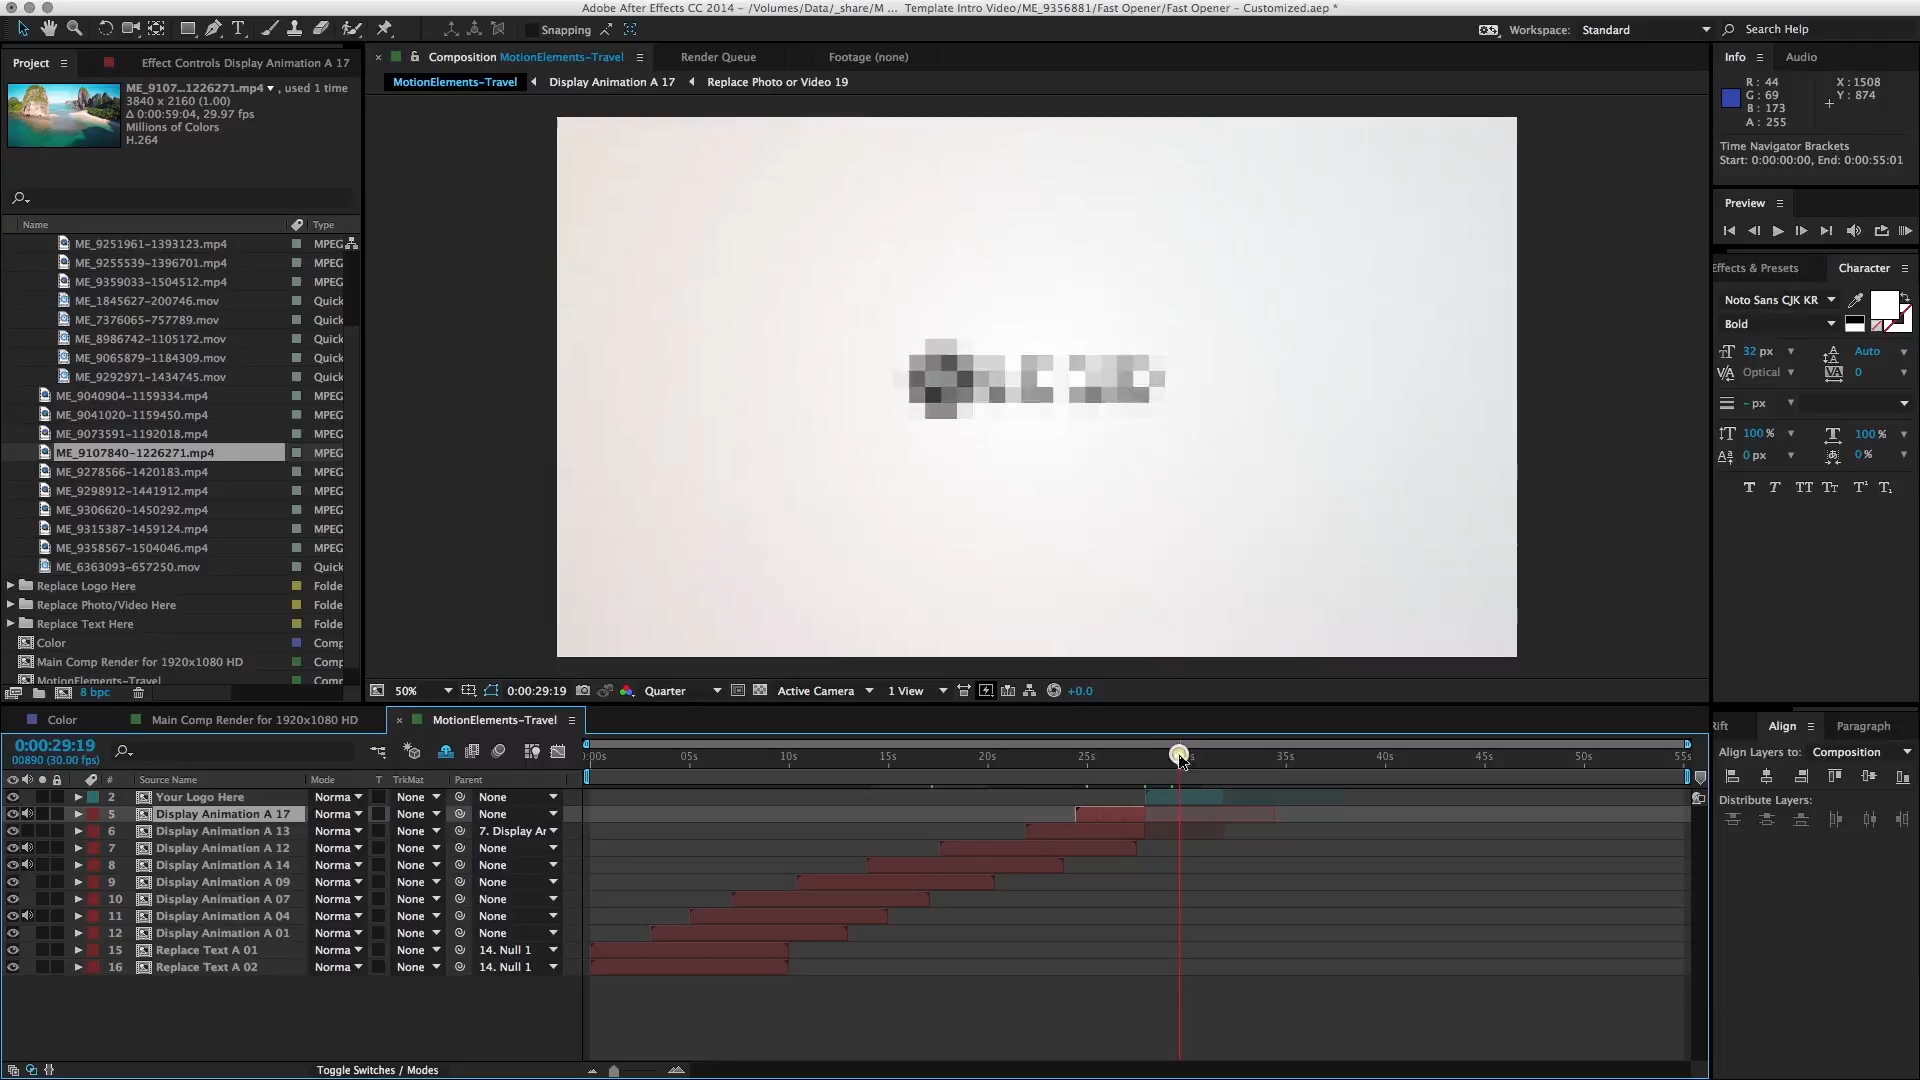 Adobe After Effects CC 2014 - /Volumes/Data/_share/M ... Template Intro Video/ME_9356881/Fast Opener/Fast Opener - Customized.aep *
Snapping
Workspace: Standard
Search Help
Project
Effect Controls Display Animation A 17
Composition MotionElements-Travel
Render Queue
Footage (none)
Info
Audio
MotionElements-Travel
Display Animation A 17
Replace Photo or Video 19
ME_9107...1226271.mp4 , used 1 time
3840 x 2160 (1.00)
Δ 0:00:59:04, 29.97 fps
Millions of Colors
H.264
R : 44
G : 69
B : 173
A : 255
X : 1508
Y : 874
Time Navigator Brackets
Start: 0:00:00:00, End: 0:00:55:01
Preview
Effects & Presets
Character
Noto Sans CJK KR
Bold
32 px
Auto
Optical
0
- px
100 %
100 %
0 px
0 %
T T TT Tt T¹ T₁
Name
Type
ME_9251961-1393123.mp4 MPEG
ME_9255539-1396701.mp4 MPEG
ME_9359033-1504512.mp4 MPEG
ME_1845627-200746.mov Quick
ME_7376065-757789.mov Quick
ME_8986742-1105172.mov Quick
ME_9065879-1184309.mov Quick
ME_9292971-1434745.mov Quick
ME_9040904-1159334.mp4 MPEG
ME_9041020-1159450.mp4 MPEG
ME_9073591-1192018.mp4 MPEG
ME_9107840-1226271.mp4 MPEG
ME_9278566-1420183.mp4 MPEG
ME_9298912-1441912.mp4 MPEG
ME_9306620-1450292.mp4 MPEG
ME_9315387-1459124.mp4 MPEG
ME_9358567-1504046.mp4 MPEG
ME_6363093-657250.mov Quick
Replace Logo Here Folde
Replace Photo/Video Here Folde
Replace Text Here Folde
Color Comp
Main Comp Render for 1920x1080 HD Comp
MotionElements-Travel Comp
8 bpc
50%
0:00:29:19
Quarter
Active Camera
1 View
+0.0
Color
Main Comp Render for 1920x1080 HD
MotionElements-Travel
0:00:29:19
00890 (30.00 fps)
0:00s 05s 10s 15s 20s 25s 35s 40s 45s 50s 55s
# Source Name Mode T TrkMat Parent
2 Your Logo Here Norma None None
5 Display Animation A 17 Norma None None
6 Display Animation A 13 Norma None 7. Display Ar
7 Display Animation A 12 Norma None None
8 Display Animation A 14 Norma None None
9 Display Animation A 09 Norma None None
10 Display Animation A 07 Norma None None
11 Display Animation A 04 Norma None None
12 Display Animation A 01 Norma None None
15 Replace Text A 01 Norma None 14. Null 1
16 Replace Text A 02 Norma None 14. Null 1
Toggle Switches / Modes
Align
Paragraph
Align Layers to: Composition
Distribute Layers: